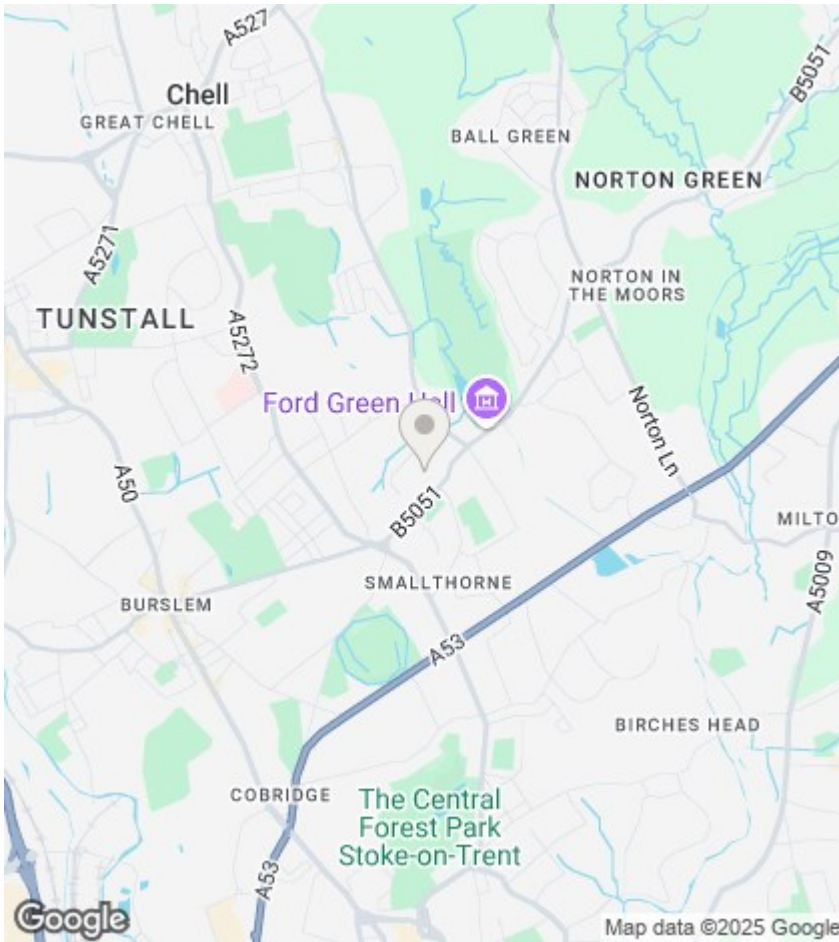 A527
Chell
GREAT CHELL
B5051
BALL GREEN
NORTON GREEN
A5271
NORTON IN
THE MOORS
TUNSTALL
A5272
Ford Green Hall
Norton Ln
A50
B5051
MILTO
SMALLTHORNE
A5009
BURSLEM
A53
BIRCHES HEAD
COBRIDGE
The Central
Forest Park
Stoke-on-Trent
A53
Google
Map data ©2025 Google